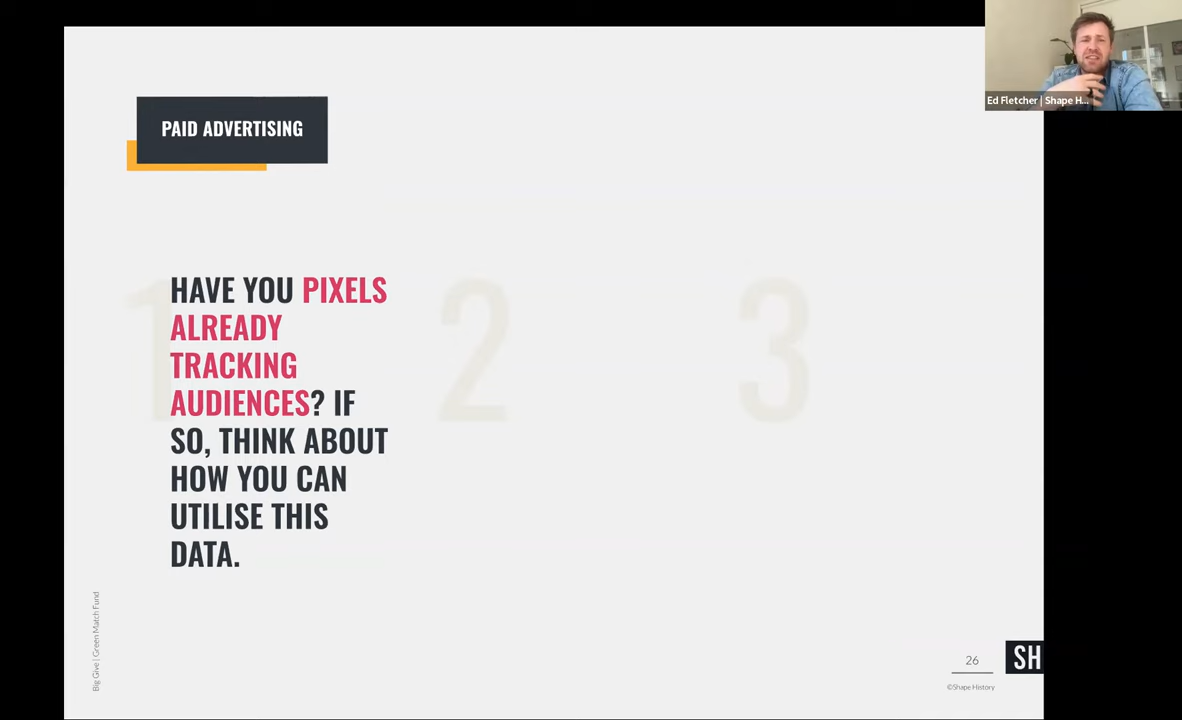 Ed Fletcher | Shape H...
PAID ADVERTISING
1
HAVE YOU PIXELS
ALREADY
TRACKING
AUDIENCES? IF
SO, THINK ABOUT
HOW YOU CAN
UTILISE THIS
DATA.
2
3
Big Give | Green Match Fund
26
SH
©Shape History